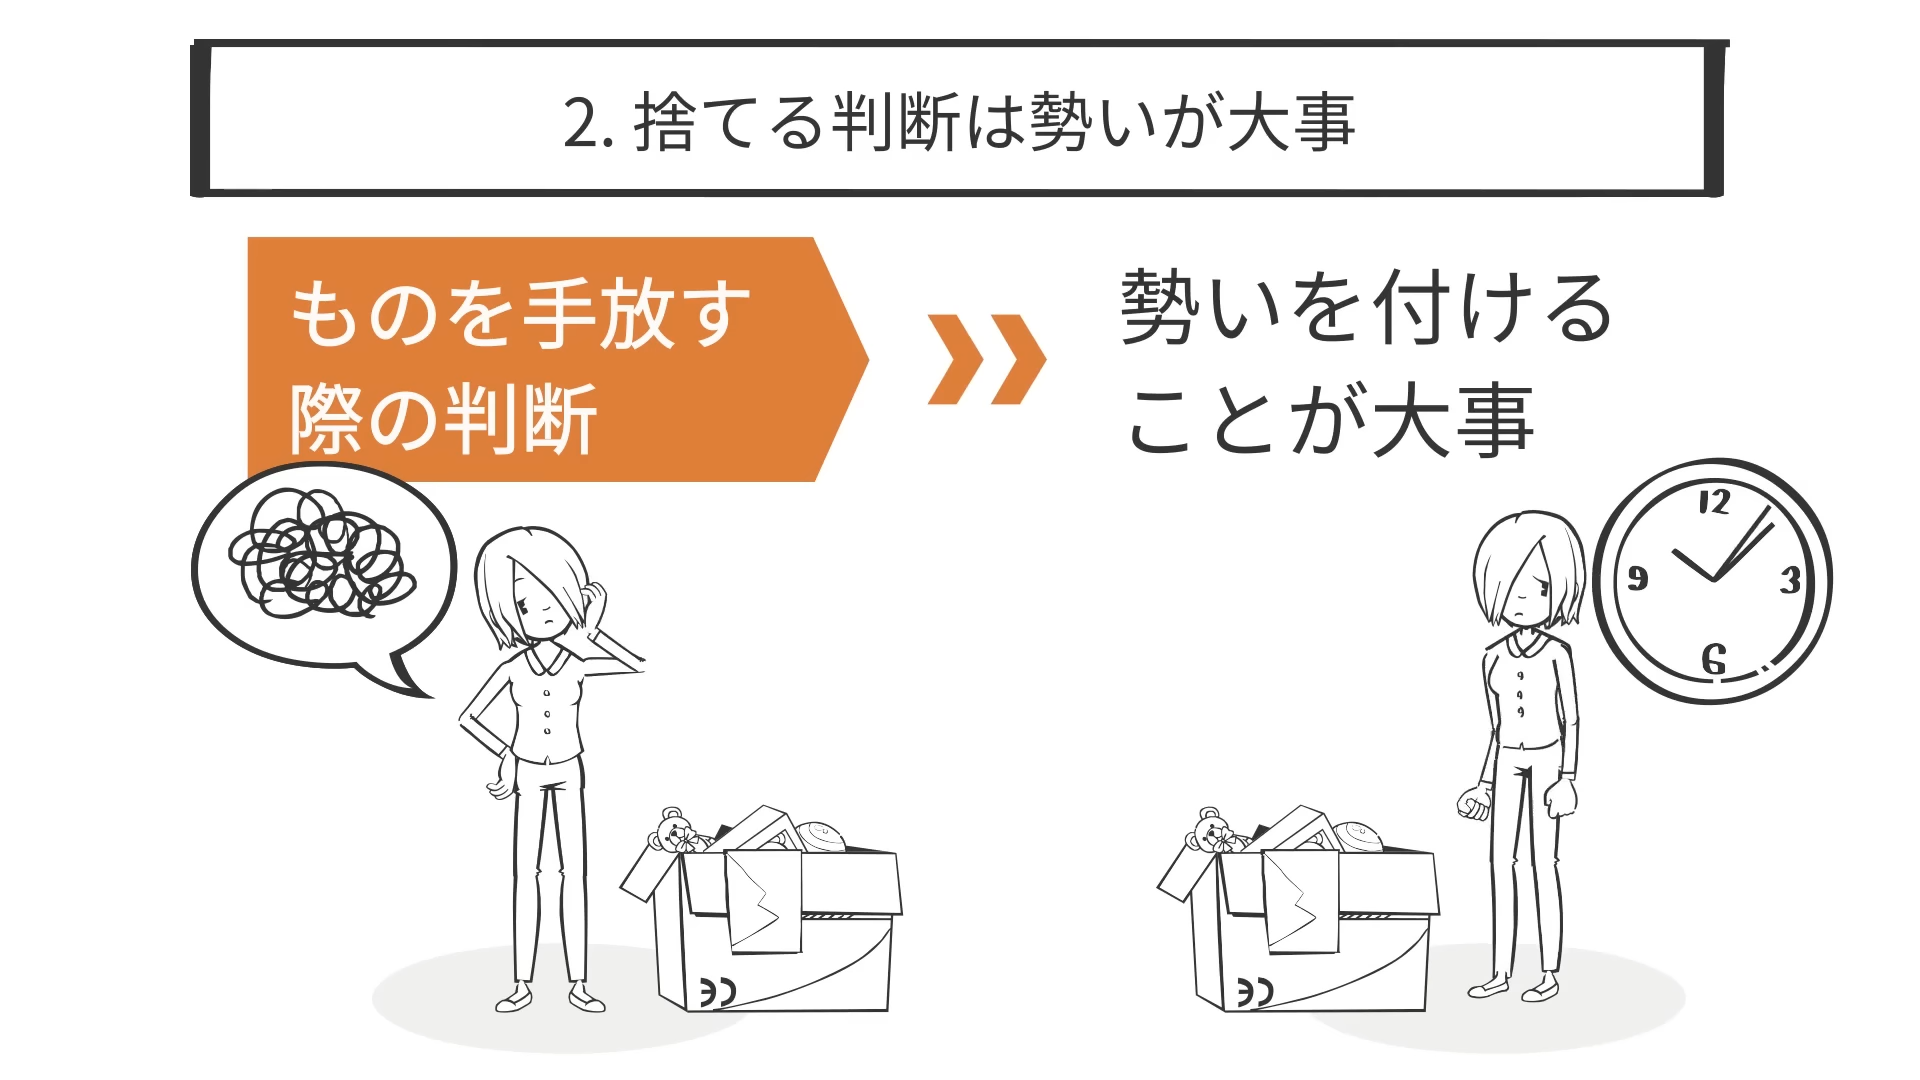 2. 捨てる判断は勢いが大事
ものを手放す
際の判断
勢いを付ける
ことが大事
12
9
3
6